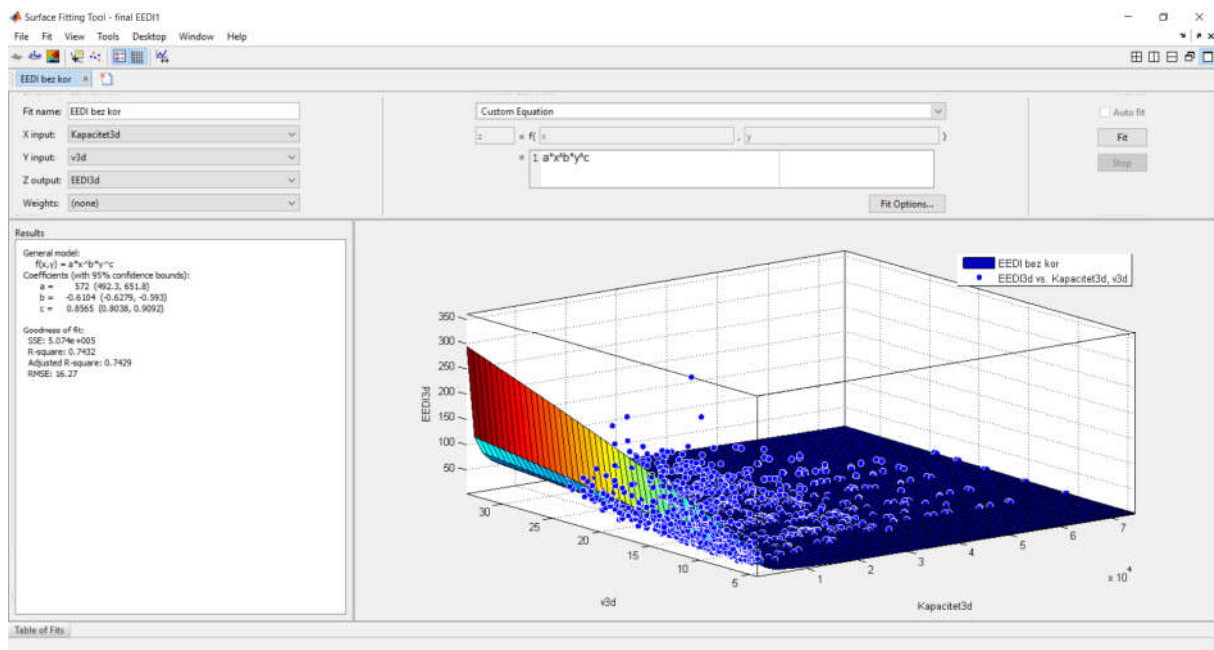 Surface Fitting Tool - final EEDI1
File Fit View Tools Desktop Window Help
EEDI bez kor
Fit name: EEDI bez kor
X input: Kapacitet3d
Y input: v3d
Z output: EEDI3d
Weights: (none)
Custom Equation
z = f( x , y )
= 1 a*x^b*y^c
Fit Options...
Auto fit
Fit
Stop
Results
General model:
f(x,y) = a*x^b*y^c
Coefficients (with 95% confidence bounds):
a = 572 (492.3, 651.8)
b = -0.6104 (-0.6279, -0.593)
c = 0.8565 (0.8038, 0.9092)
Goodness of fit:
SSE: 5.074e+005
R-square: 0.7432
Adjusted R-square: 0.7429
RMSE: 16.27
EEDI bez kor
EEDI3d vs. Kapacitet3d, v3d
350
300
250
200
150
100
50
EEDI3d
30
25
20
15
10
5
v3d
1
2
3
4
5
6
7
x 10^4
Kapacitet3d
Table of Fits